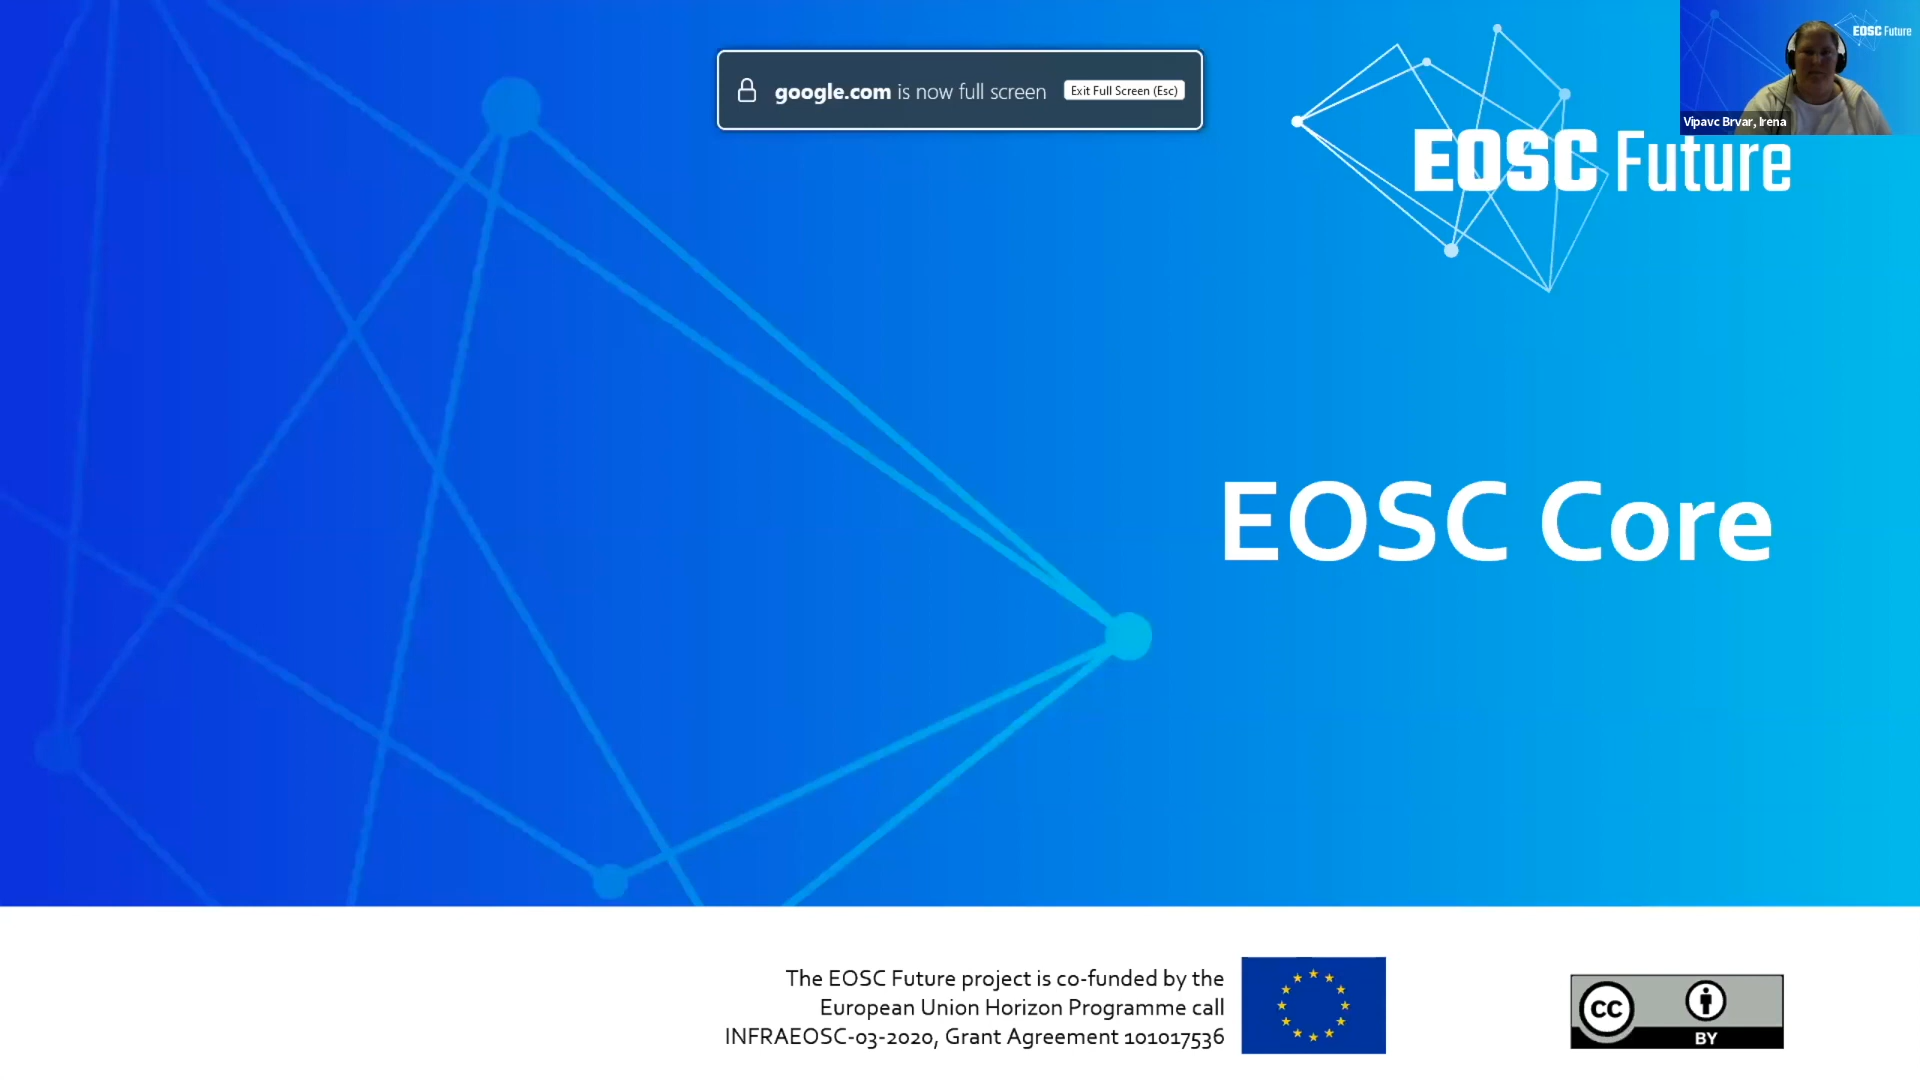 google.com is now full screen Exit Full Screen (Esc)
EOSC Future
Vipavc Brvar, Irena
EOSC Future
EOSC Core
The EOSC Future project is co-funded by the
European Union Horizon Programme call
INFRAEOSC-03-2020, Grant Agreement 101017536
CC
BY